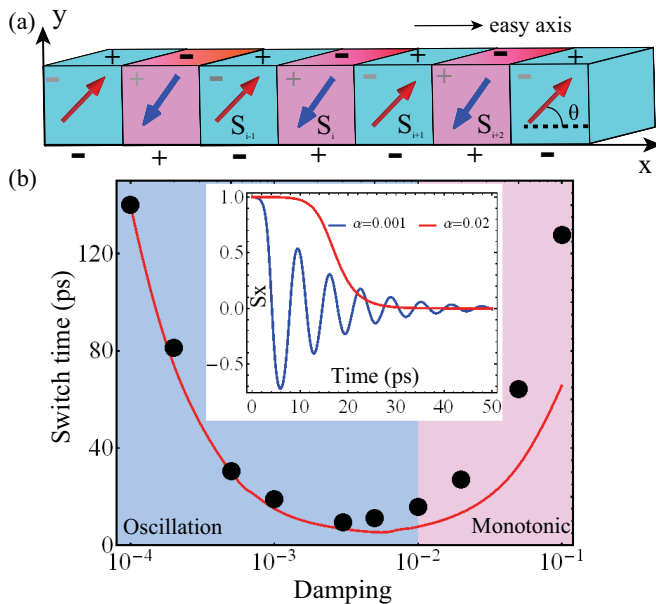 (a)
y
easy axis
+ - + - +
- + - + - + -
S_{i-1} S_i S_{i+1} S_{i+2} θ
- + - + - + -
x
(b)
Switch time (ps)
120
80
40
0
1.0
0.5
0.0
−0.5
Sx
α=0.001 α=0.02
Time (ps)
0 10 20 30 40 50
Oscillation
Monotonic
10^{-4} 10^{-3} 10^{-2} 10^{-1}
Damping